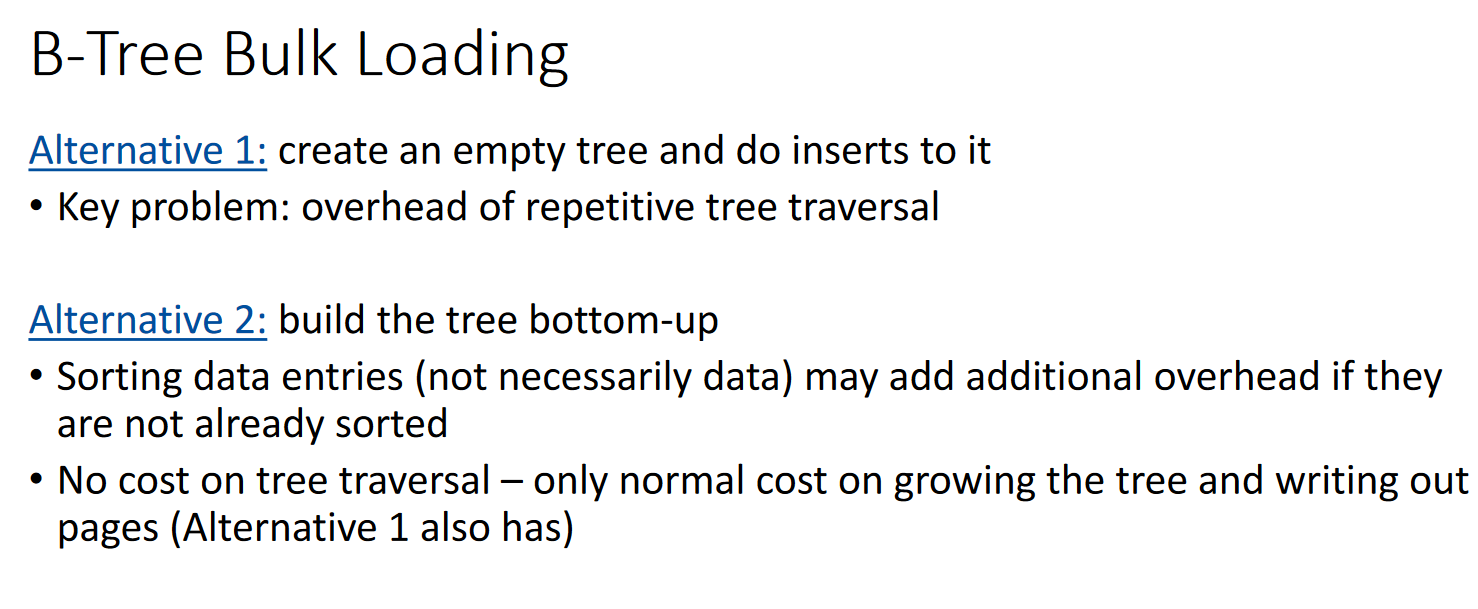 B-Tree Bulk Loading
Alternative 1: create an empty tree and do inserts to it
• Key problem: overhead of repetitive tree traversal
Alternative 2: build the tree bottom-up
• Sorting data entries (not necessarily data) may add additional overhead if they
are not already sorted
• No cost on tree traversal – only normal cost on growing the tree and writing out
pages (Alternative 1 also has)